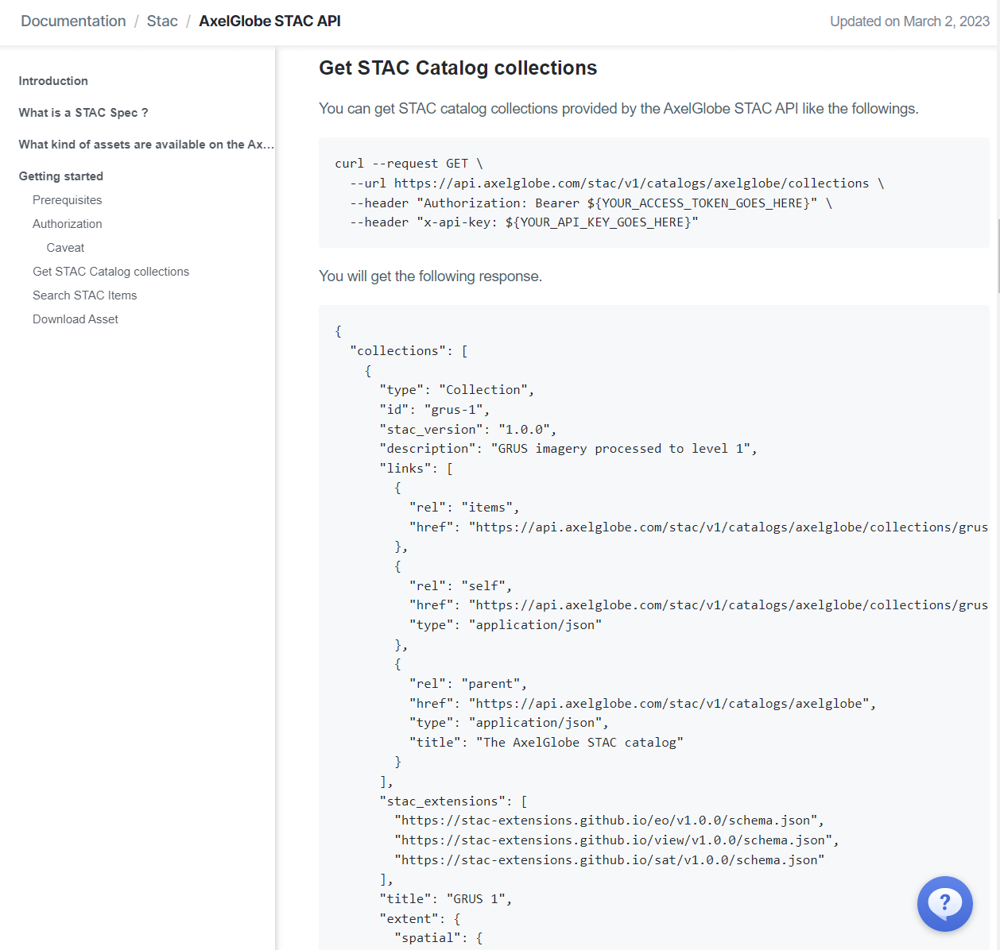 Documentation / Stac / AxelGlobe STAC API
Updated on March 2, 2023
Introduction
What is a STAC Spec ?
What kind of assets are available on the Ax...
Getting started
Prerequisites
Authorization
Caveat
Get STAC Catalog collections
Search STAC Items
Download Asset
Get STAC Catalog collections
You can get STAC catalog collections provided by the AxelGlobe STAC API like the followings.
curl --request GET \
  --url https://api.axelglobe.com/stac/v1/catalogs/axelglobe/collections \
  --header "Authorization: Bearer ${YOUR_ACCESS_TOKEN_GOES_HERE}" \
  --header "x-api-key: ${YOUR_API_KEY_GOES_HERE}"
You will get the following response.
{
  "collections": [
    {
      "type": "Collection",
      "id": "grus-1",
      "stac_version": "1.0.0",
      "description": "GRUS imagery processed to level 1",
      "links": [
        {
          "rel": "items",
          "href": "https://api.axelglobe.com/stac/v1/catalogs/axelglobe/collections/grus
        },
        {
          "rel": "self",
          "href": "https://api.axelglobe.com/stac/v1/catalogs/axelglobe/collections/grus
          "type": "application/json"
        },
        {
          "rel": "parent",
          "href": "https://api.axelglobe.com/stac/v1/catalogs/axelglobe",
          "type": "application/json",
          "title": "The AxelGlobe STAC catalog"
        }
      ],
      "stac_extensions": [
        "https://stac-extensions.github.io/eo/v1.0.0/schema.json",
        "https://stac-extensions.github.io/view/v1.0.0/schema.json",
        "https://stac-extensions.github.io/sat/v1.0.0/schema.json"
      ],
      "title": "GRUS 1",
      "extent": {
        "spatial": {
?